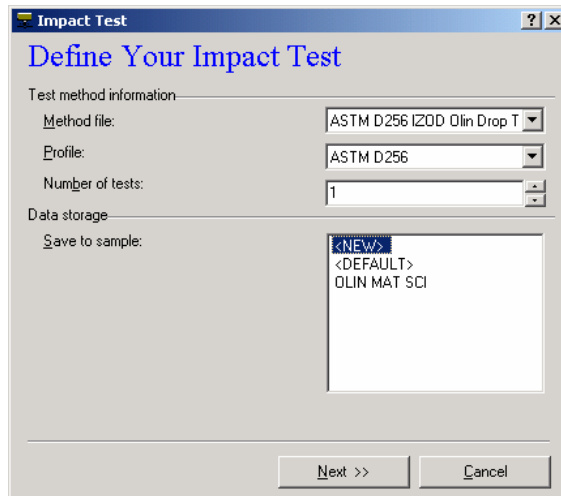 Impact Test
Define Your Impact Test
Test method information
Method file:
ASTM D256 IZOD Olin Drop T
Profile:
ASTM D256
Number of tests:
1
Data storage
Save to sample:
<NEW>
<DEFAULT>
OLIN MAT SCI
Next >>
Cancel